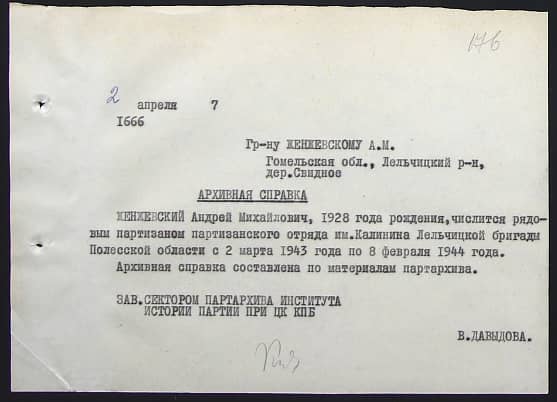 176
2 апреля 7
1666
Гр-ну ЖЕНЖЕВСКОМУ А.М.
Гомельская обл., Лельчицкий р-н,
дер.Свидное
АРХИВНАЯ СПРАВКА
ЖЕНЖЕВСКИЙ Андрей Михайлович, 1928 года рождения,числится рядо-
вым партизаном партизанского отряда им.Калинина Лельчицкой бригады
Полесской области с 2 марта 1943 года по 8 февраля 1944 года.
Архивная справка составлена по материалам партархива.
ЗАВ.СЕКТОРОМ ПАРТАРХИВА ИНСТИТУТА
ИСТОРИИ ПАРТИИ ПРИ ЦК КПБ
В.ДАВЫДОВА.